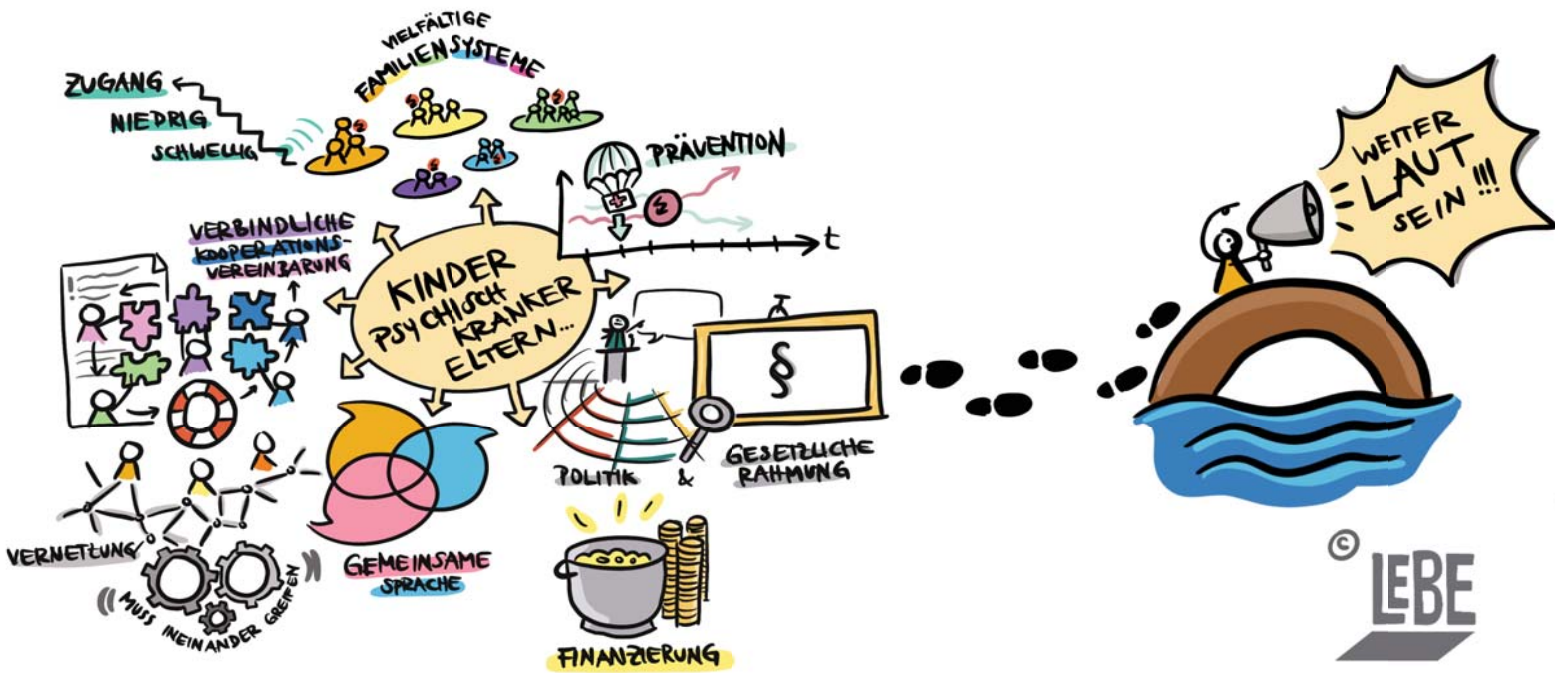 VIELFÄLTIGE
FAMILIENSYSTEME
ZUGANG
NIEDRIG
SCHWELLIG
PRÄVENTION
t
VERBINDLICHE
KOOPERATIONS-
VEREINBARUNG
KINDER
PSYCHISCH
KRANKER
ELTERN...
§
POLITIK & GESETZLICHE
RAHMUNG
VERNETZUNG
MUSS INEINANDER GREIFEN
GEMEINSAME
SPRACHE
FINANZIERUNG
WEITER
LAUT
SEIN!!!
©
LEBE